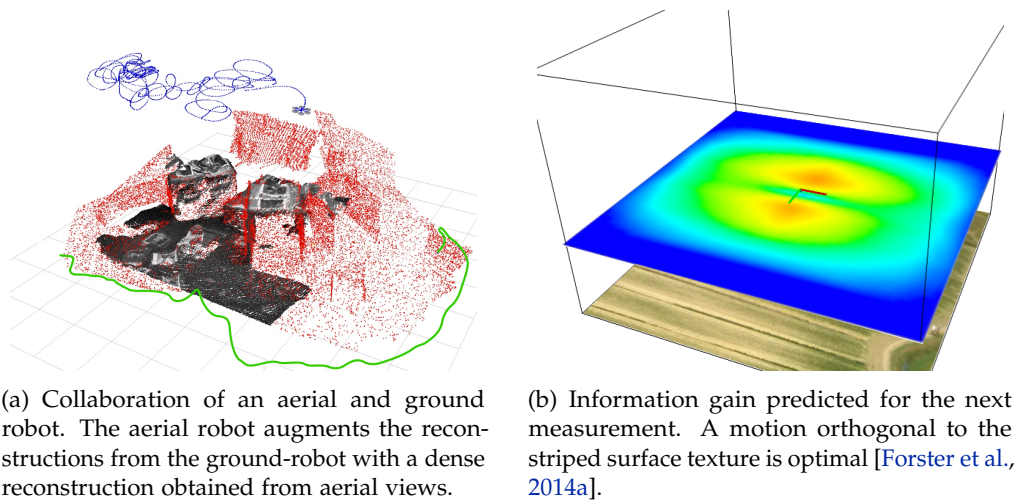 (a) Collaboration of an aerial and ground
robot. The aerial robot augments the recon-
structions from the ground-robot with a dense
reconstruction obtained from aerial views.
(b) Information gain predicted for the next
measurement. A motion orthogonal to the
striped surface texture is optimal [Forster et al.,
2014a].